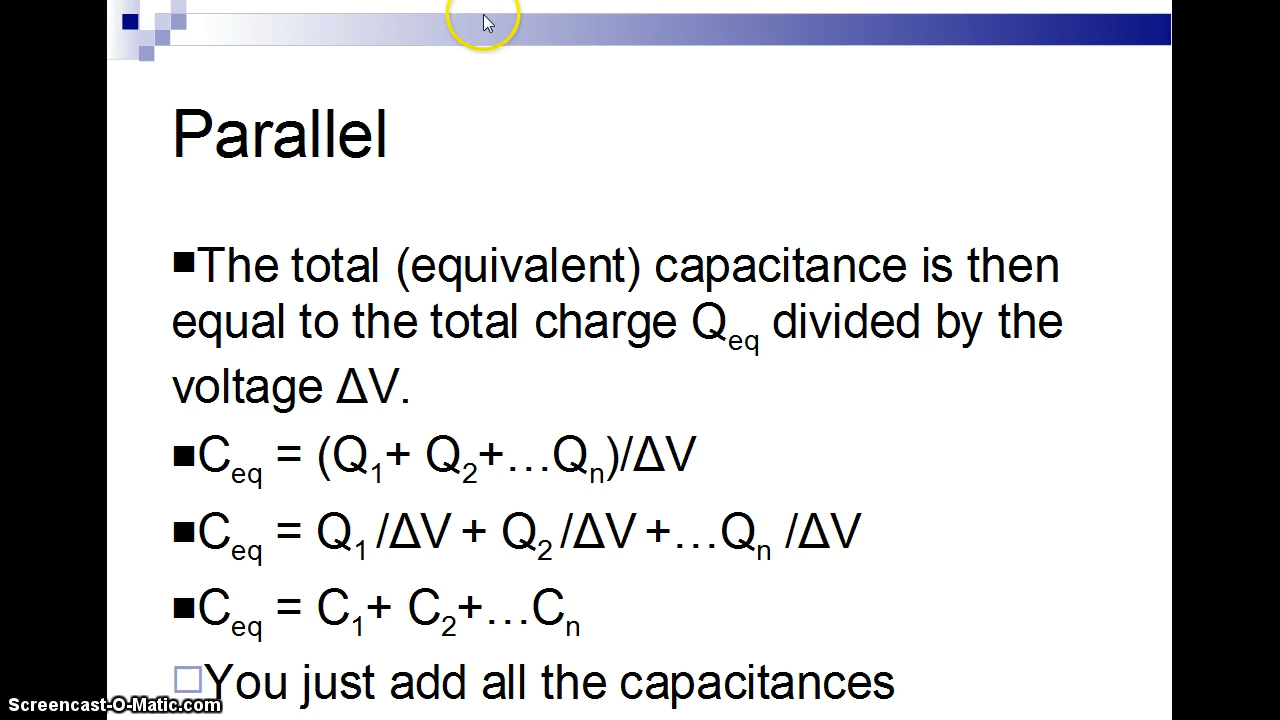 Parallel
■The total (equivalent) capacitance is then
equal to the total charge Qeq divided by the
voltage ΔV.
■Ceq = (Q1+ Q2+…Qn)/ΔV
■Ceq = Q1 /ΔV + Q2 /ΔV +…Qn /ΔV
■Ceq = C1+ C2+…Cn
□You just add all the capacitances
Screencast-O-Matic.com